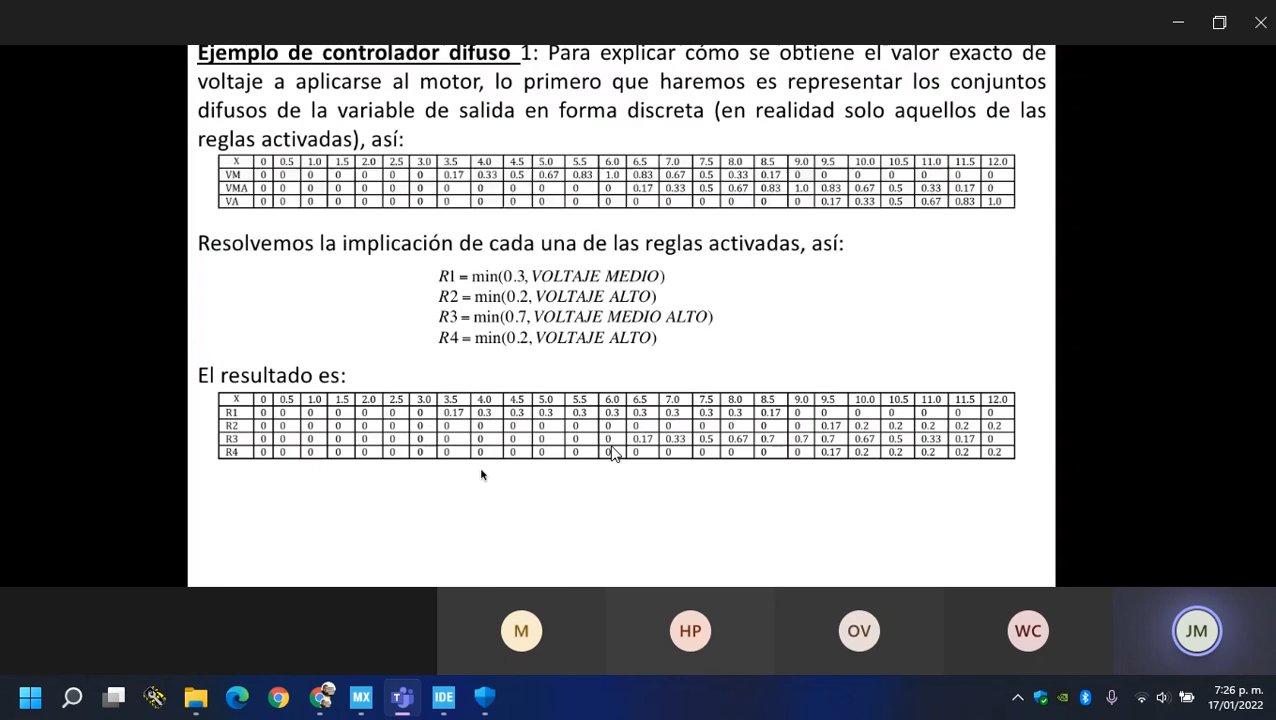 Ejemplo de controlador difuso 1: Para explicar cómo se obtiene el valor exacto de
voltaje a aplicarse al motor, lo primero que haremos es representar los conjuntos
difusos de la variable de salida en forma discreta (en realidad solo aquellos de las
reglas activadas), así:
X 0 0.5 1.0 1.5 2.0 2.5 3.0 3.5 4.0 4.5 5.0 5.5 6.0 6.5 7.0 7.5 8.0 8.5 9.0 9.5 10.0 10.5 11.0 11.5 12.0
VM 0 0 0 0 0 0 0 0.17 0.33 0.5 0.67 0.83 1.0 0.83 0.67 0.5 0.33 0.17 0 0 0 0 0 0 0
VMA 0 0 0 0 0 0 0 0 0 0 0 0 0 0.17 0.33 0.5 0.67 0.83 1.0 0.83 0.67 0.5 0.33 0.17 0
VA 0 0 0 0 0 0 0 0 0 0 0 0 0 0 0 0 0 0 0 0.17 0.33 0.5 0.67 0.83 1.0
Resolvemos la implicación de cada una de las reglas activadas, así:
R1 = min(0.3, VOLTAJE MEDIO)
R2 = min(0.2, VOLTAJE ALTO)
R3 = min(0.7, VOLTAJE MEDIO ALTO)
R4 = min(0.2, VOLTAJE ALTO)
El resultado es:
X 0 0.5 1.0 1.5 2.0 2.5 3.0 3.5 4.0 4.5 5.0 5.5 6.0 6.5 7.0 7.5 8.0 8.5 9.0 9.5 10.0 10.5 11.0 11.5 12.0
R1 0 0 0 0 0 0 0 0.17 0.3 0.3 0.3 0.3 0.3 0.3 0.3 0.3 0.3 0.17 0 0 0 0 0 0 0
R2 0 0 0 0 0 0 0 0 0 0 0 0 0 0 0 0 0 0 0 0.17 0.2 0.2 0.2 0.2 0.2
R3 0 0 0 0 0 0 0 0 0 0 0 0 0 0.17 0.33 0.5 0.67 0.7 0.7 0.7 0.67 0.5 0.33 0.17 0
R4 0 0 0 0 0 0 0 0 0 0 0 0 0 0 0 0 0 0 0 0.17 0.2 0.2 0.2 0.2 0.2
M HP OV WC JM
MX IDE
7:26 p. m.
17/01/2022